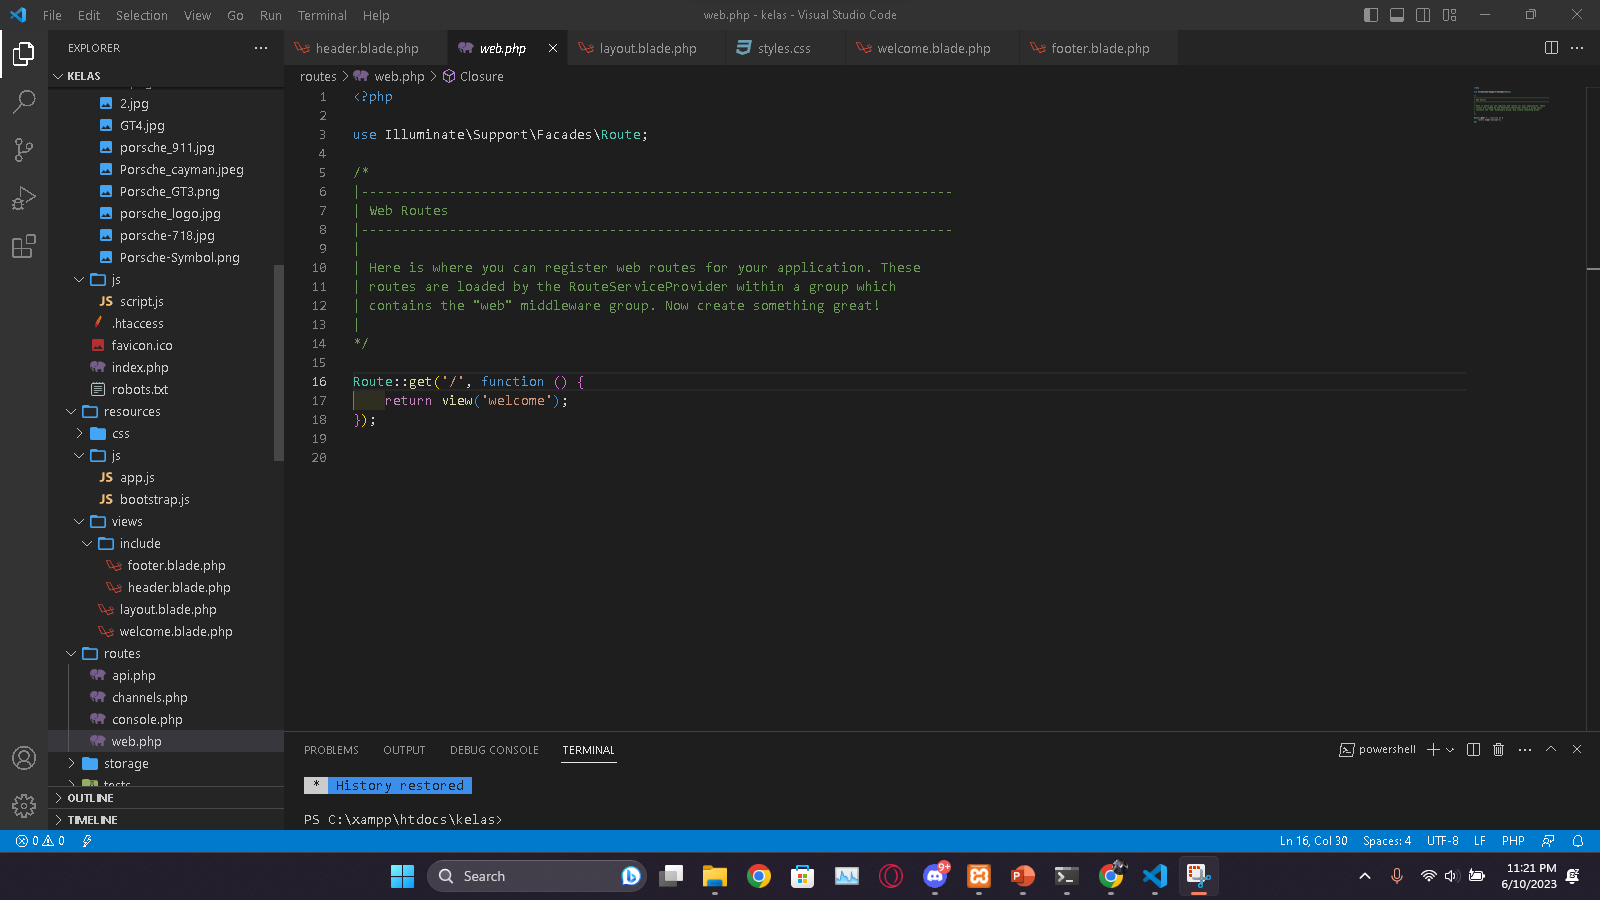 File Edit Selection View Go Run Terminal Help
web.php - kelas - Visual Studio Code
EXPLORER
KELAS
2.jpg
GT4.jpg
porsche_911.jpg
Porsche_cayman.jpeg
Porsche_GT3.png
porsche_logo.jpg
porsche-718.jpg
Porsche-Symbol.png
js
JS script.js
.htaccess
favicon.ico
index.php
robots.txt
resources
css
js
JS app.js
JS bootstrap.js
views
include
footer.blade.php
header.blade.php
layout.blade.php
welcome.blade.php
routes
api.php
channels.php
console.php
web.php
storage
tests
OUTLINE
TIMELINE
header.blade.php web.php layout.blade.php styles.css welcome.blade.php footer.blade.php
routes > web.php > Closure
1 <?php
2
3 use Illuminate\Support\Facades\Route;
4
5 /*
6 |--------------------------------------------------------------------------
7 | Web Routes
8 |--------------------------------------------------------------------------
9 |
10 | Here is where you can register web routes for your application. These
11 | routes are loaded by the RouteServiceProvider within a group which
12 | contains the "web" middleware group. Now create something great!
13 |
14 */
15
16 Route::get('/', function () {
17 return view('welcome');
18 });
19
20
PROBLEMS OUTPUT DEBUG CONSOLE TERMINAL
powershell
* History restored
PS C:\xampp\htdocs\kelas>
0 0
Ln 16, Col 30 Spaces: 4 UTF-8 LF PHP
Search
9+
11:21 PM
6/10/2023